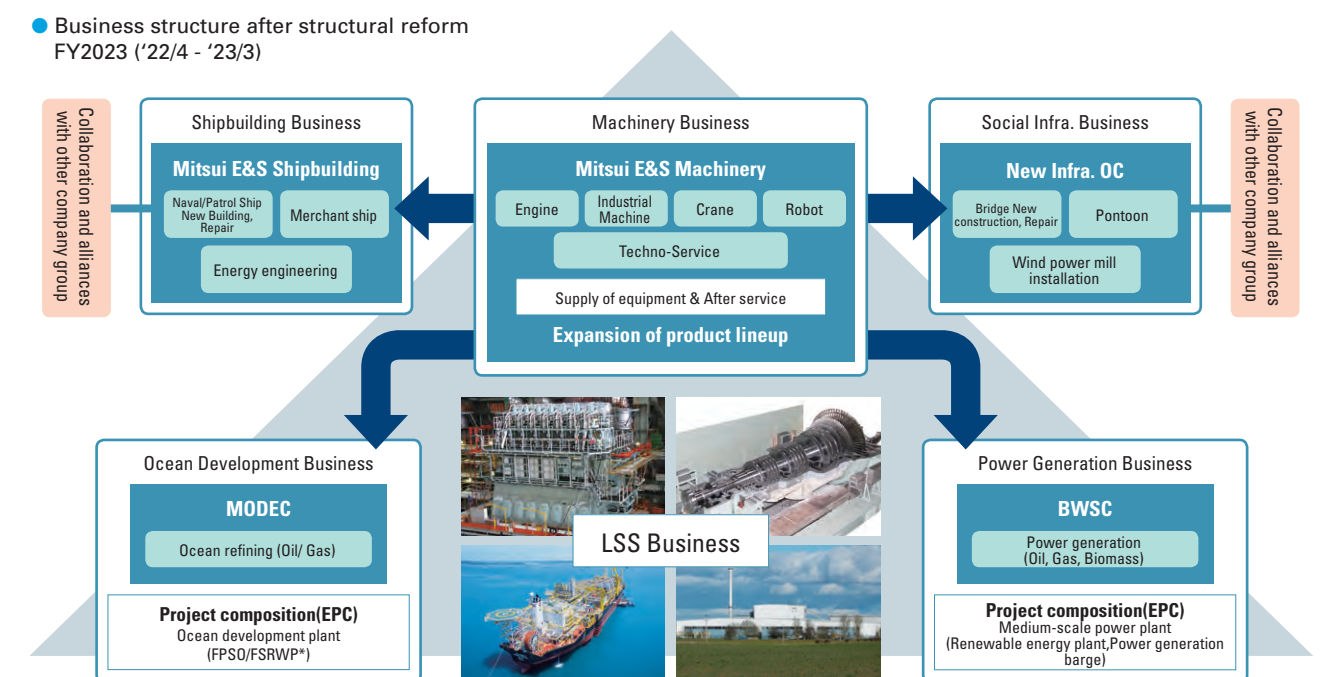 Business structure after structural reform
FY2023 (‘22/4 - ‘23/3)
Collaboration and alliances
with other company group
Shipbuilding Business
Mitsui E&S Shipbuilding
Naval/Patrol Ship
New Building,
Repair
Merchant ship
Energy engineering
Machinery Business
Mitsui E&S Machinery
Engine
Industrial
Machine
Crane
Robot
Techno-Service
Supply of equipment & After service
Expansion of product lineup
Social Infra. Business
New Infra. OC
Bridge New
construction, Repair
Pontoon
Wind power mill
installation
Collaboration and alliances
with other company group
Ocean Development Business
MODEC
Ocean refining (Oil/ Gas)
Project composition(EPC)
Ocean development plant
(FPSO/FSRWP*)
LSS Business
Power Generation Business
BWSC
Power generation
(Oil, Gas, Biomass)
Project composition(EPC)
Medium-scale power plant
(Renewable energy plant,Power generation
barge)